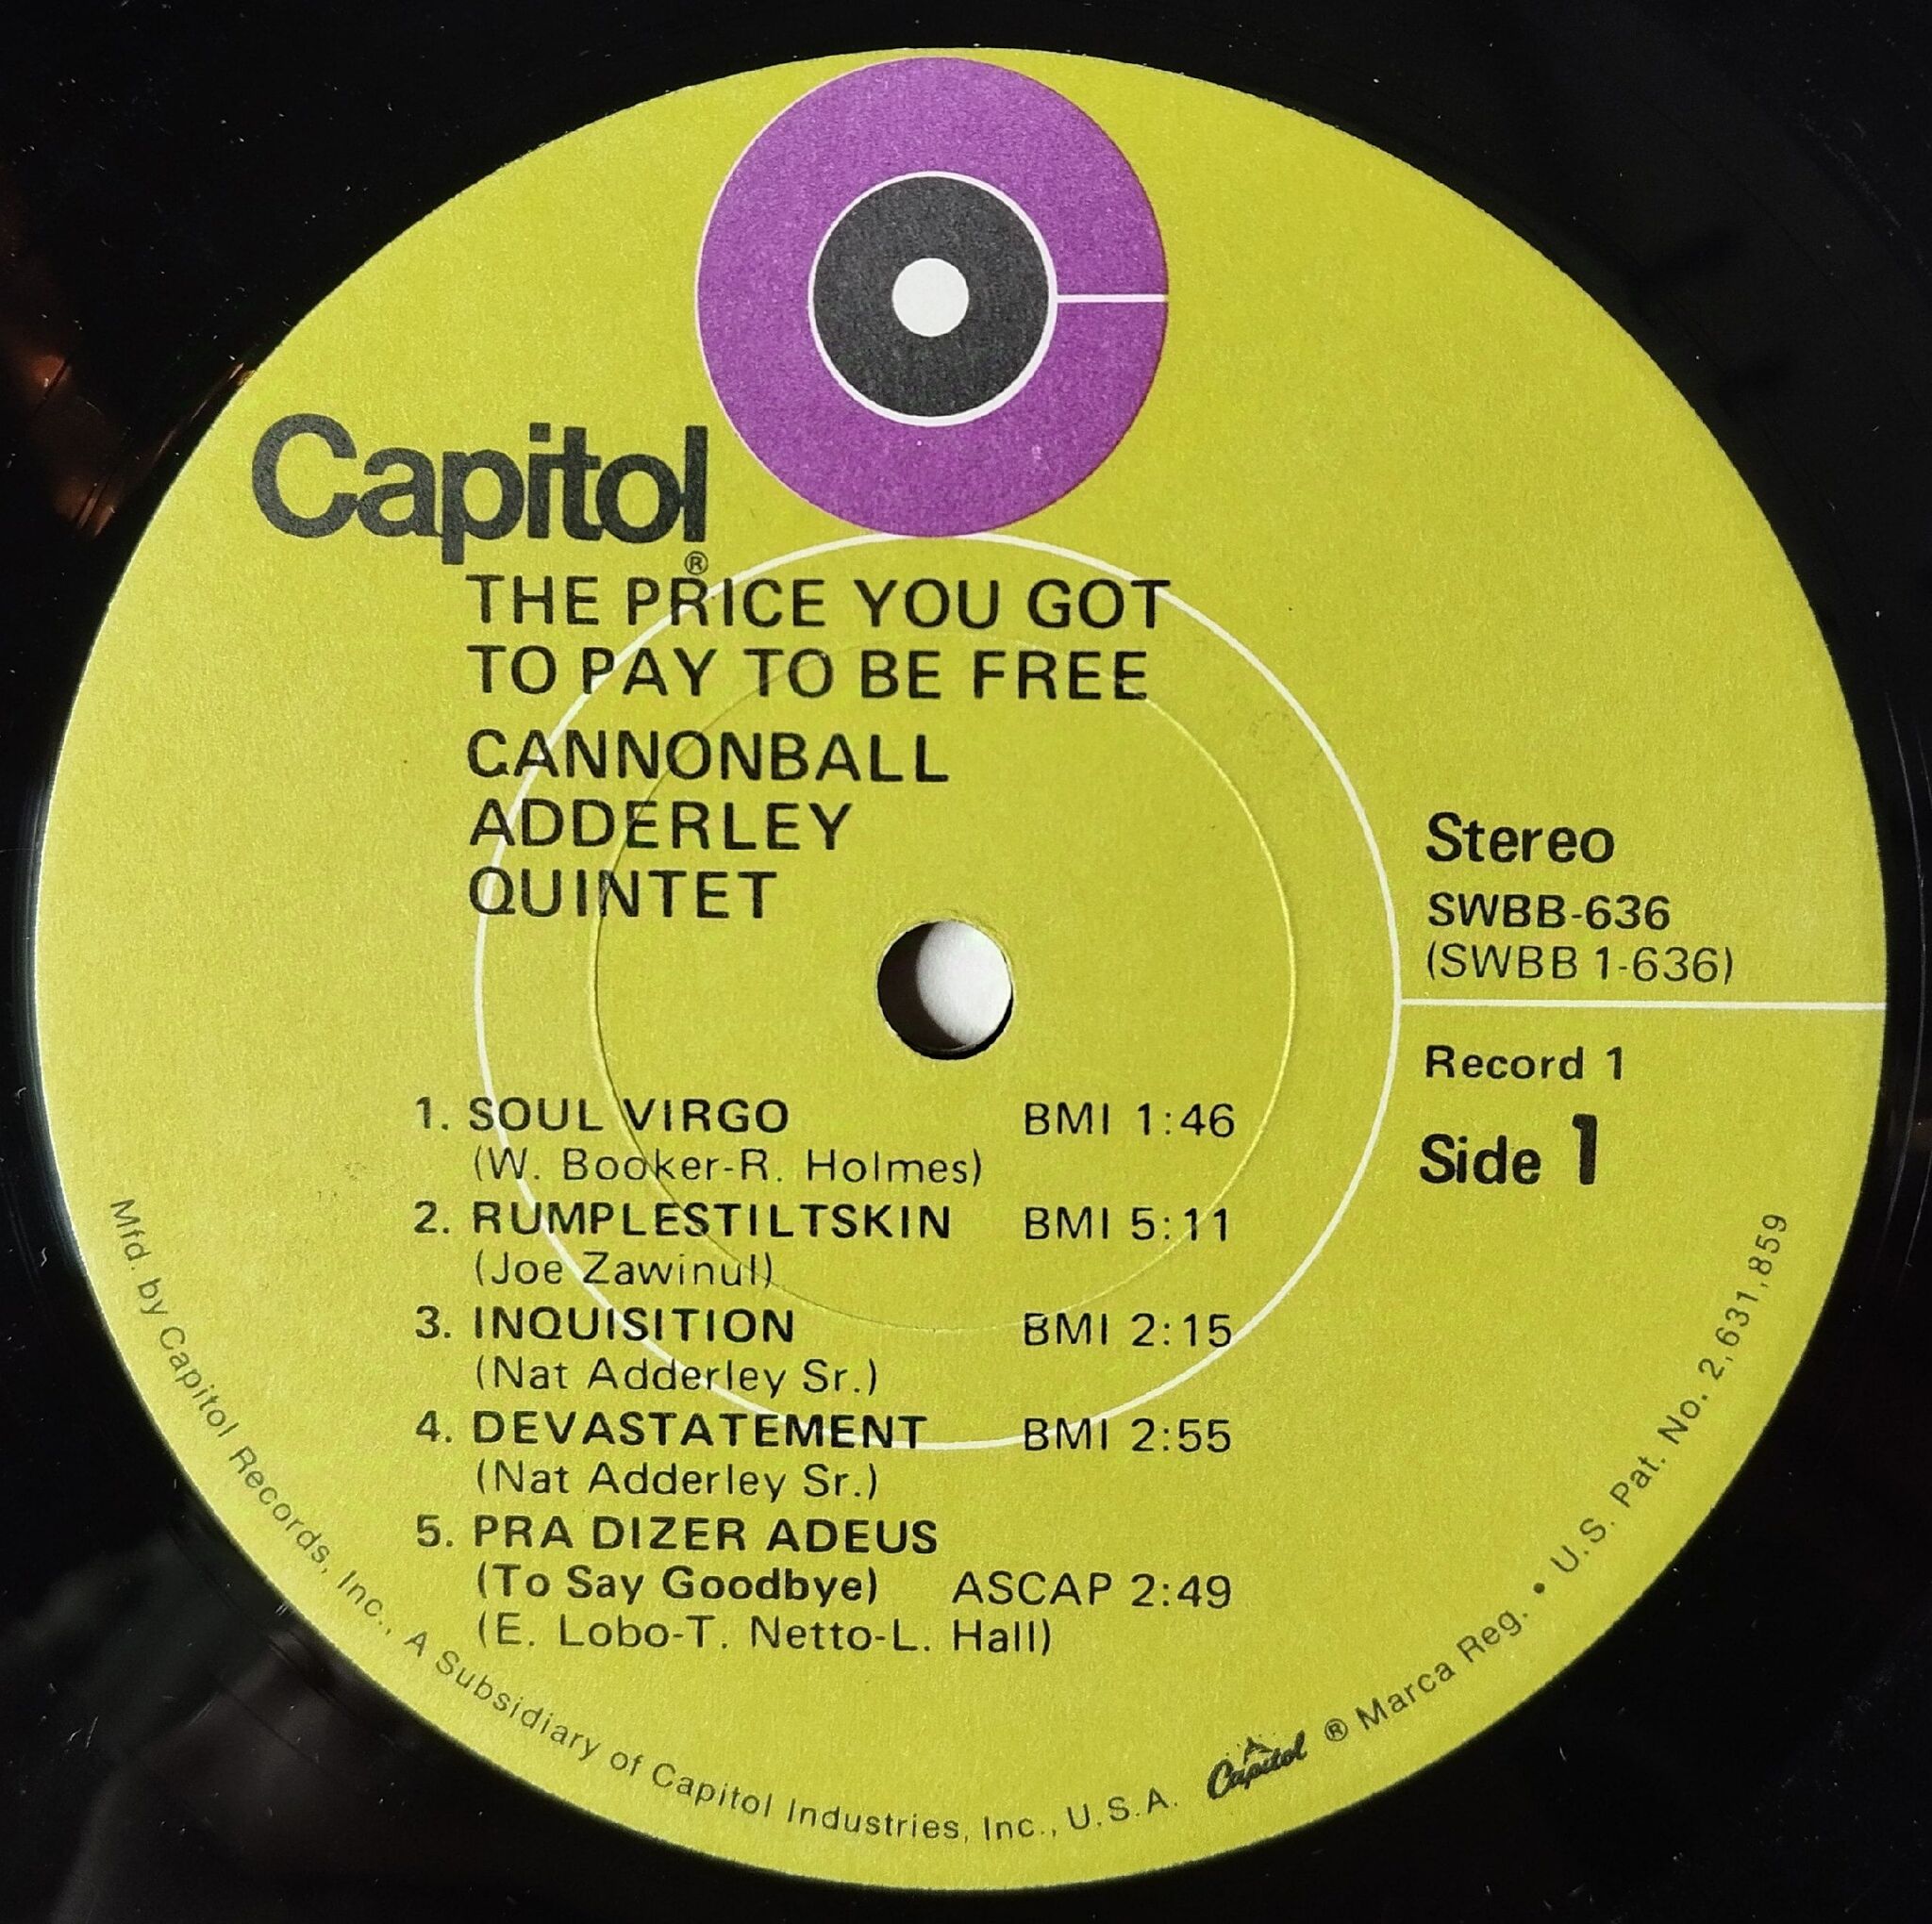 Capitol®
THE PRICE YOU GOT
TO PAY TO BE FREE
CANNONBALL
ADDERLEY
QUINTET
Stereo
SWBB-636
(SWBB 1-636)
Record 1
Side 1
1. SOUL VIRGO BMI 1:46
(W. Booker-R. Holmes)
2. RUMPLESTILTSKIN BMI 5:11
(Joe Zawinul)
3. INQUISITION BMI 2:15
(Nat Adderley Sr.)
4. DEVASTATEMENT BMI 2:55
(Nat Adderley Sr.)
5. PRA DIZER ADEUS
(To Say Goodbye) ASCAP 2:49
(E. Lobo-T. Netto-L. Hall)
Mfd. by Capitol Records, Inc., A Subsidiary of Capitol Industries, Inc., U.S.A. Capitol ® Marca Reg. • U.S. Pat. No. 2,631,859